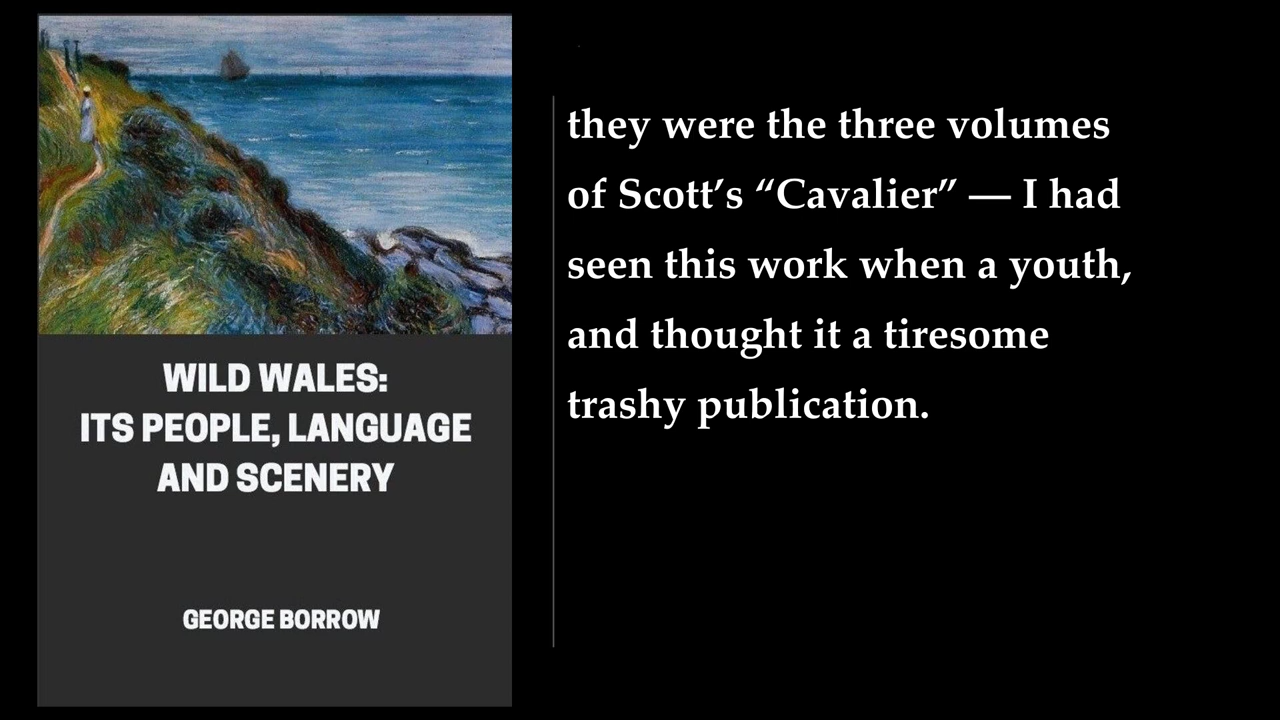 WILD WALES:
ITS PEOPLE, LANGUAGE
AND SCENERY
GEORGE BORROW
they were the three volumes
of Scott’s “Cavalier” — I had
seen this work when a youth,
and thought it a tiresome
trashy publication.